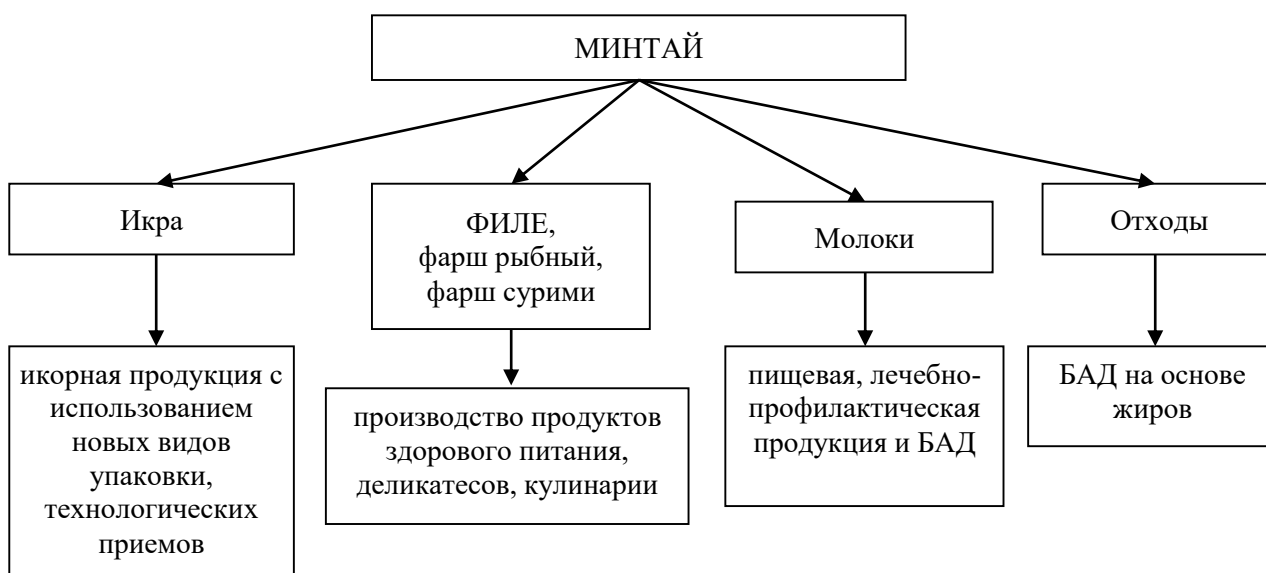 МИНТАЙ
Икра
ФИЛЕ,
фарш рыбный,
фарш сурими
Молоки
Отходы
икорная продукция с
использованием
новых видов
упаковки,
технологических
приемов
производство продуктов
здорового питания,
деликатесов, кулинарии
пищевая, лечебно-
профилактическая
продукция и БАД
БАД на основе
жиров